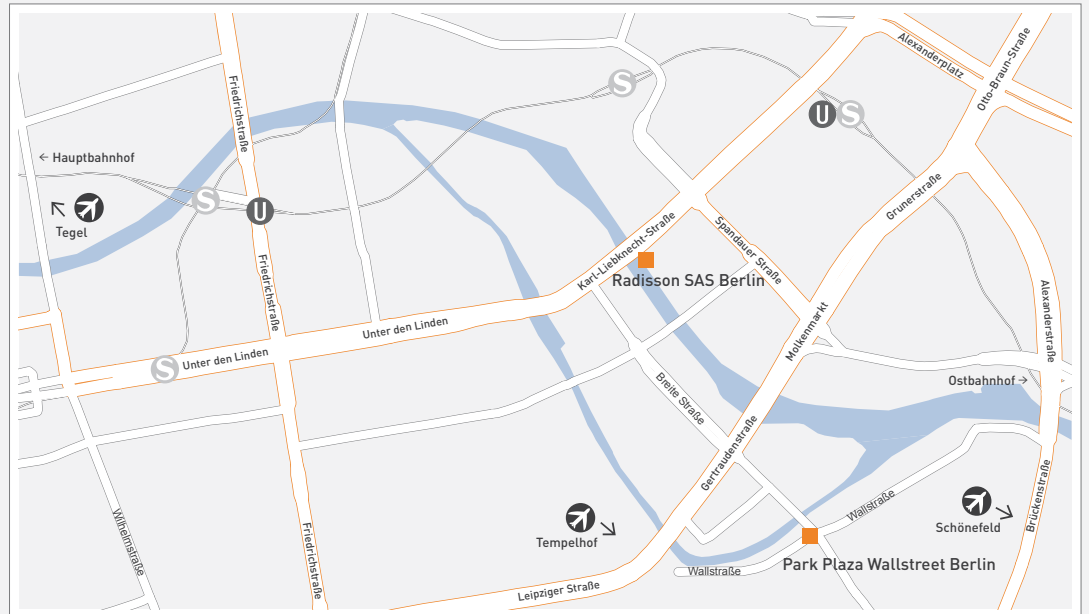 Alexanderplatz
Otto-Braun-Straße
Friedrichstraße
S
U
S
← Hauptbahnhof
S
U
Tegel
Grunerstraße
Karl-Liebknecht-Straße
Spandauer Straße
Friedrichstraße
Radisson SAS Berlin
Alexanderstraße
Unter den Linden
Molkenmarkt
Unter den Linden
S
Ostbahnhof →
Breite Straße
Gertraudenstraße
Brückenstraße
Wallstraße
Wilhelmstraße
Friedrichstraße
Tempelhof
Schönefeld
Park Plaza Wallstreet Berlin
Wallstraße
Leipziger Straße